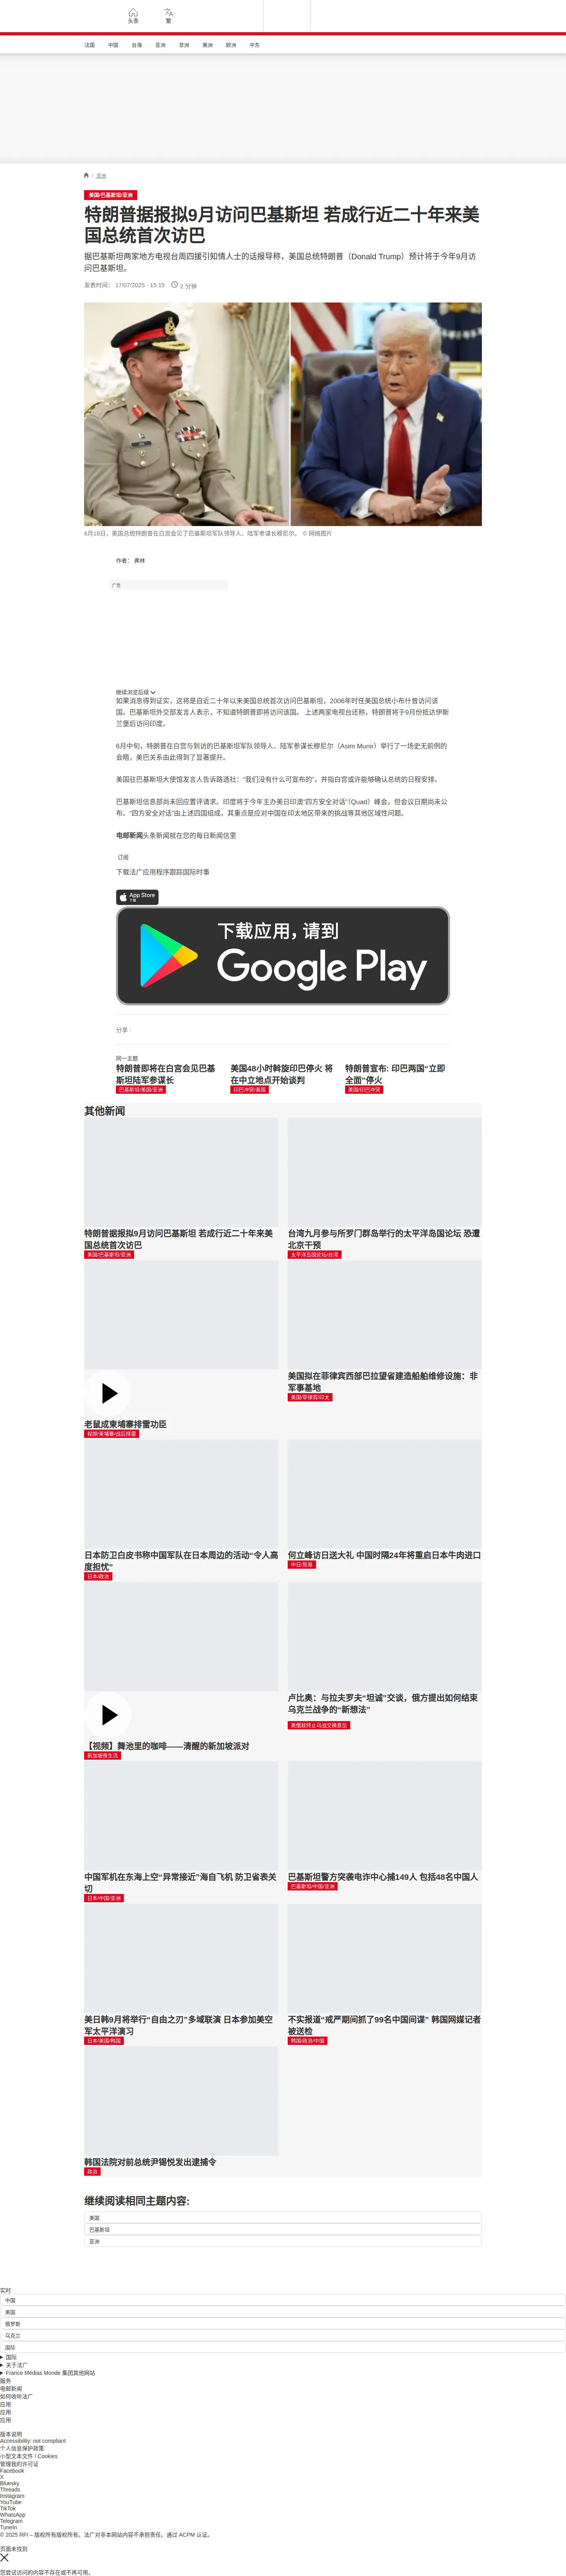 头条
繁
法国 中国 台海 亚洲 非洲 美洲 欧洲 中东
/ 亚洲
美国/巴基斯坦/亚洲
特朗普据报拟9月访问巴基斯坦 若成行近二十年来美
国总统首次访巴
据巴基斯坦两家地方电视台周四援引知情人士的话报导称，美国总统特朗普（Donald Trump）预计将于今年9月访
问巴基斯坦。
发表时间： 17/07/2025 - 15:15 2 分钟
6月18日，美国总统特朗普在白宫会见了巴基斯坦军队领导人、陆军参谋长穆尼尔。 © 网络图片
作者： 弗林
广告
继续浏览后续
如果消息得到证实，这将是自近二十年以来美国总统首次访问巴基斯坦，2006年时任美国总统小布什曾访问该
国。巴基斯坦外交部发言人表示，不知道特朗普即将访问该国。 上述两家电视台还称，特朗普将于9月份抵达伊斯
兰堡后访问印度。
6月中旬，特朗普在白宫与到访的巴基斯坦军队领导人、陆军参谋长穆尼尔（Asim Munir）举行了一场史无前例的
会晤，美巴关系由此得到了显著提升。
美国驻巴基斯坦大使馆发言人告诉路透社：“我们没有什么可宣布的”，并指白宫或许能够确认总统的日程安排。
巴基斯坦信息部尚未回应置评请求。印度将于今年主办美日印澳“四方安全对话”（Quad）峰会，但会议日期尚未公
布。“四方安全对话”由上述四国组成，其重点是应对中国在印太地区带来的挑战等其他区域性问题。
电邮新闻头条新闻就在您的每日新闻信里
订阅
下载法广应用程序跟踪国际时事
App Store
下载
下载应用，请到
Google Play
分享 :
同一主题
特朗普即将在白宫会见巴基
斯坦陆军参谋长
巴基斯坦/美国/亚洲
美国48小时斡旋印巴停火 将
在中立地点开始谈判
印巴冲突/美国
特朗普宣布: 印巴两国“立即
全面”停火
美国/印巴冲突
其他新闻
特朗普据报拟9月访问巴基斯坦 若成行近二十年来美
国总统首次访巴
美国/巴基斯坦/亚洲
台湾九月参与所罗门群岛举行的太平洋岛国论坛 恐遭
北京干预
太平洋岛国论坛/台湾
老鼠成柬埔寨排雷功臣
视频/柬埔寨/战后排雷
美国拟在菲律宾西部巴拉望省建造船舶维修设施：非
军事基地
美国/菲律宾/印太
日本防卫白皮书称中国军队在日本周边的活动“令人高
度担忧”
日本/政治
何立峰访日送大礼 中国时隔24年将重启日本牛肉进口
中日/贸易
【视频】舞池里的咖啡——清醒的新加坡派对
新加坡夜生活
卢比奥：与拉夫罗夫“坦诚”交谈，俄方提出如何结束
乌克兰战争的“新想法”
美俄就终止乌战交换意见
中国军机在东海上空“异常接近”海自飞机 防卫省表关
切
日本/中国/亚洲
巴基斯坦警方突袭电诈中心捕149人 包括48名中国人
巴基斯坦/中国/亚洲
美日韩9月将举行“自由之刃”多域联演 日本参加美空
军太平洋演习
日本/美国/韩国
不实报道“戒严期间抓了99名中国间谍” 韩国网媒记者
被送检
韩国/政治/中国
韩国法院对前总统尹锡悦发出逮捕令
政治
继续阅读相同主题内容:
美国
巴基斯坦
亚洲
实时
中国
美国
俄罗斯
乌克兰
国际
国际
关于法广
France Médias Monde 集团其他网站
服务
电邮新闻
如何收听法广
应用
应用
应用
版本说明
Accessibility: not compliant
个人信息保护政策
小型文本文件 / Cookies
管理我的许可证
Facebook
X
Bluesky
Threads
Instagram
YouTube
TikTok
WhatsApp
Telegram
TuneIn
© 2025 RFI – 版权所有版权所有。法广对非本网站内容不承担责任。通过 ACPM 认证。
页面未找到
您尝试访问的内容不存在或不再可用。